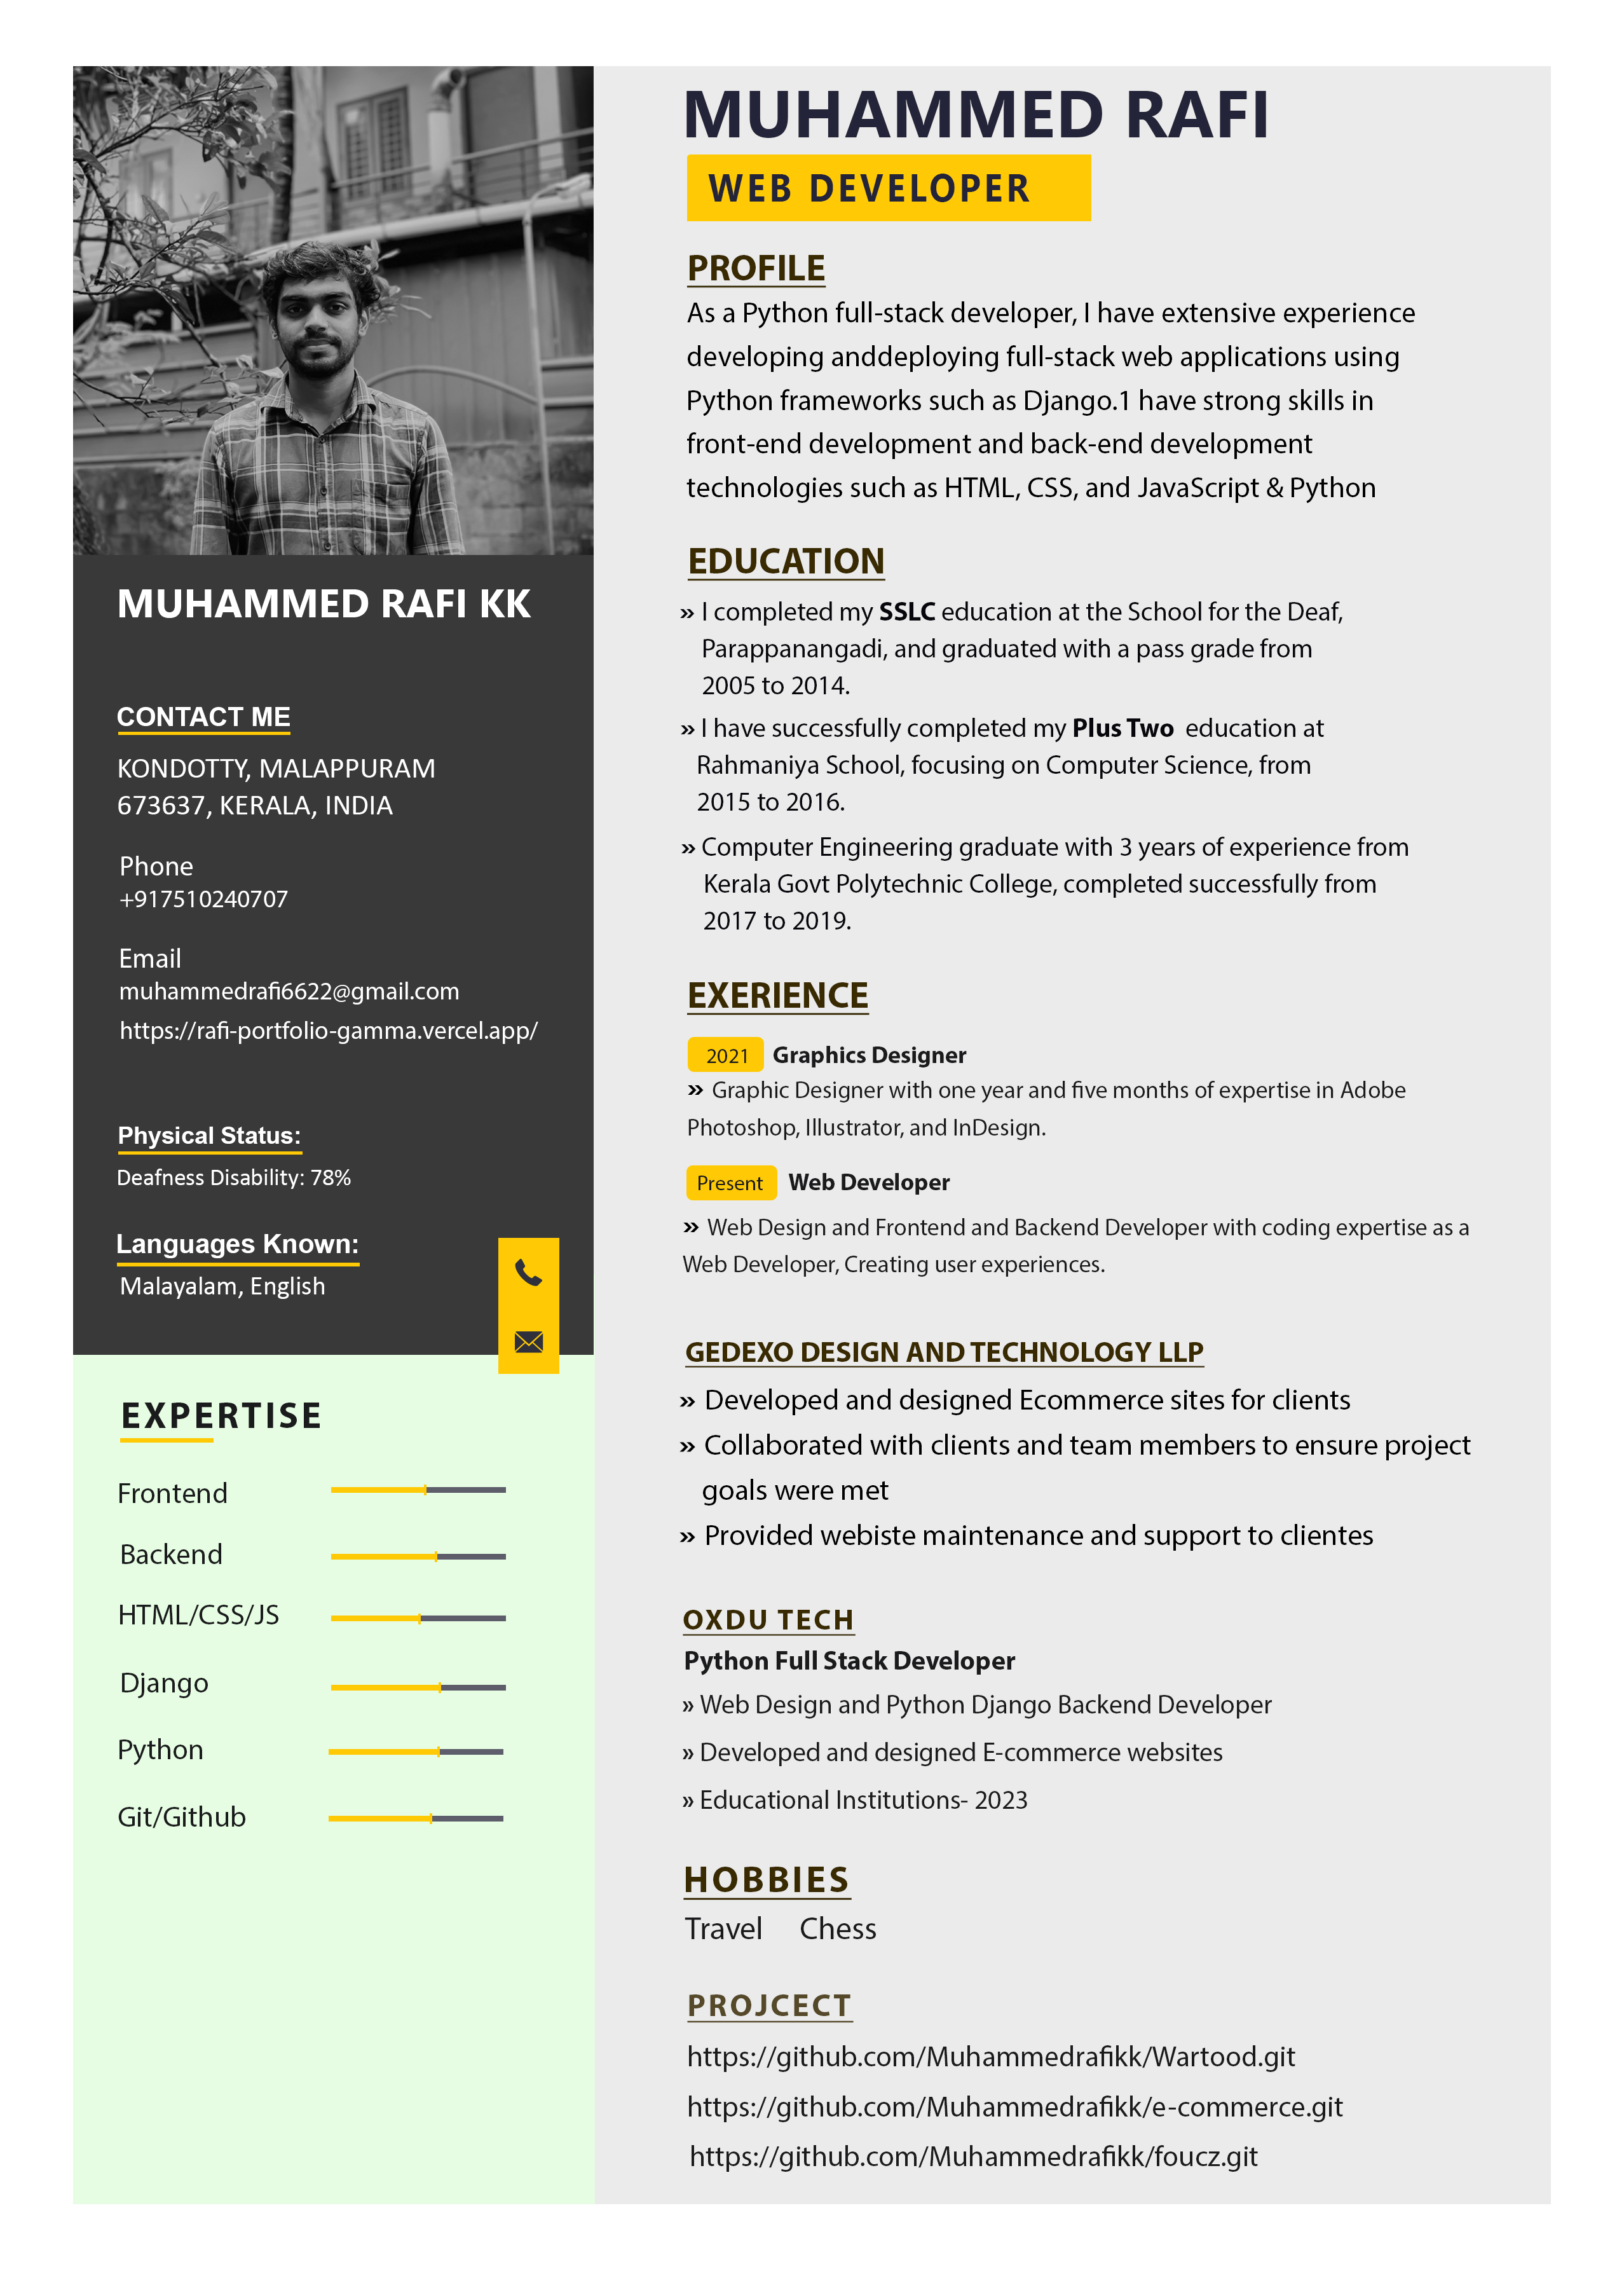 MUHAMMED RAFI KK
CONTACT ME
KONDOTTY, MALAPPURAM
673637, KERALA, INDIA
Phone
+917510240707
Email
muhammedrafi6622@gmail.com
https://rafi-portfolio-gamma.vercel.app/
Physical Status:
Deafness Disability: 78%
Languages Known:
Malayalam, English
EXPERTISE
Frontend
Backend
HTML/CSS/JS
Django
Python
Git/Github
MUHAMMED RAFI
WEB DEVELOPER
PROFILE
As a Python full-stack developer, I have extensive experience
developing anddeploying full-stack web applications using
Python frameworks such as Django.1 have strong skills in
front-end development and back-end development
technologies such as HTML, CSS, and JavaScript & Python
EDUCATION
» I completed my SSLC education at the School for the Deaf,
Parappanangadi, and graduated with a pass grade from
2005 to 2014.
» I have successfully completed my Plus Two education at
Rahmaniya School, focusing on Computer Science, from
2015 to 2016.
» Computer Engineering graduate with 3 years of experience from
Kerala Govt Polytechnic College, completed successfully from
2017 to 2019.
EXERIENCE
2021 Graphics Designer
» Graphic Designer with one year and five months of expertise in Adobe
Photoshop, Illustrator, and InDesign.
Present Web Developer
» Web Design and Frontend and Backend Developer with coding expertise as a
Web Developer, Creating user experiences.
GEDEXO DESIGN AND TECHNOLOGY LLP
» Developed and designed Ecommerce sites for clients
» Collaborated with clients and team members to ensure project
goals were met
» Provided webiste maintenance and support to clientes
OXDU TECH
Python Full Stack Developer
» Web Design and Python Django Backend Developer
» Developed and designed E-commerce websites
» Educational Institutions- 2023
HOBBIES
Travel Chess
PROJCECT
https://github.com/Muhammedrafikk/Wartood.git
https://github.com/Muhammedrafikk/e-commerce.git
https://github.com/Muhammedrafikk/foucz.git